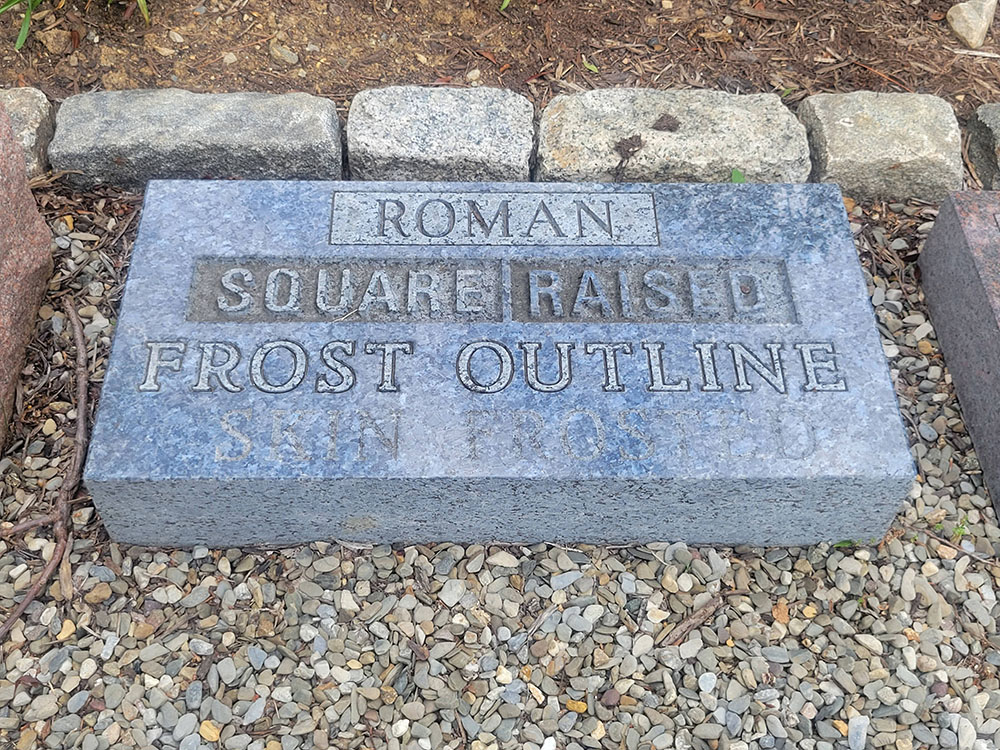 ROMAN
SQUARE RAISED
FROST OUTLINE
SKIN FROSTED